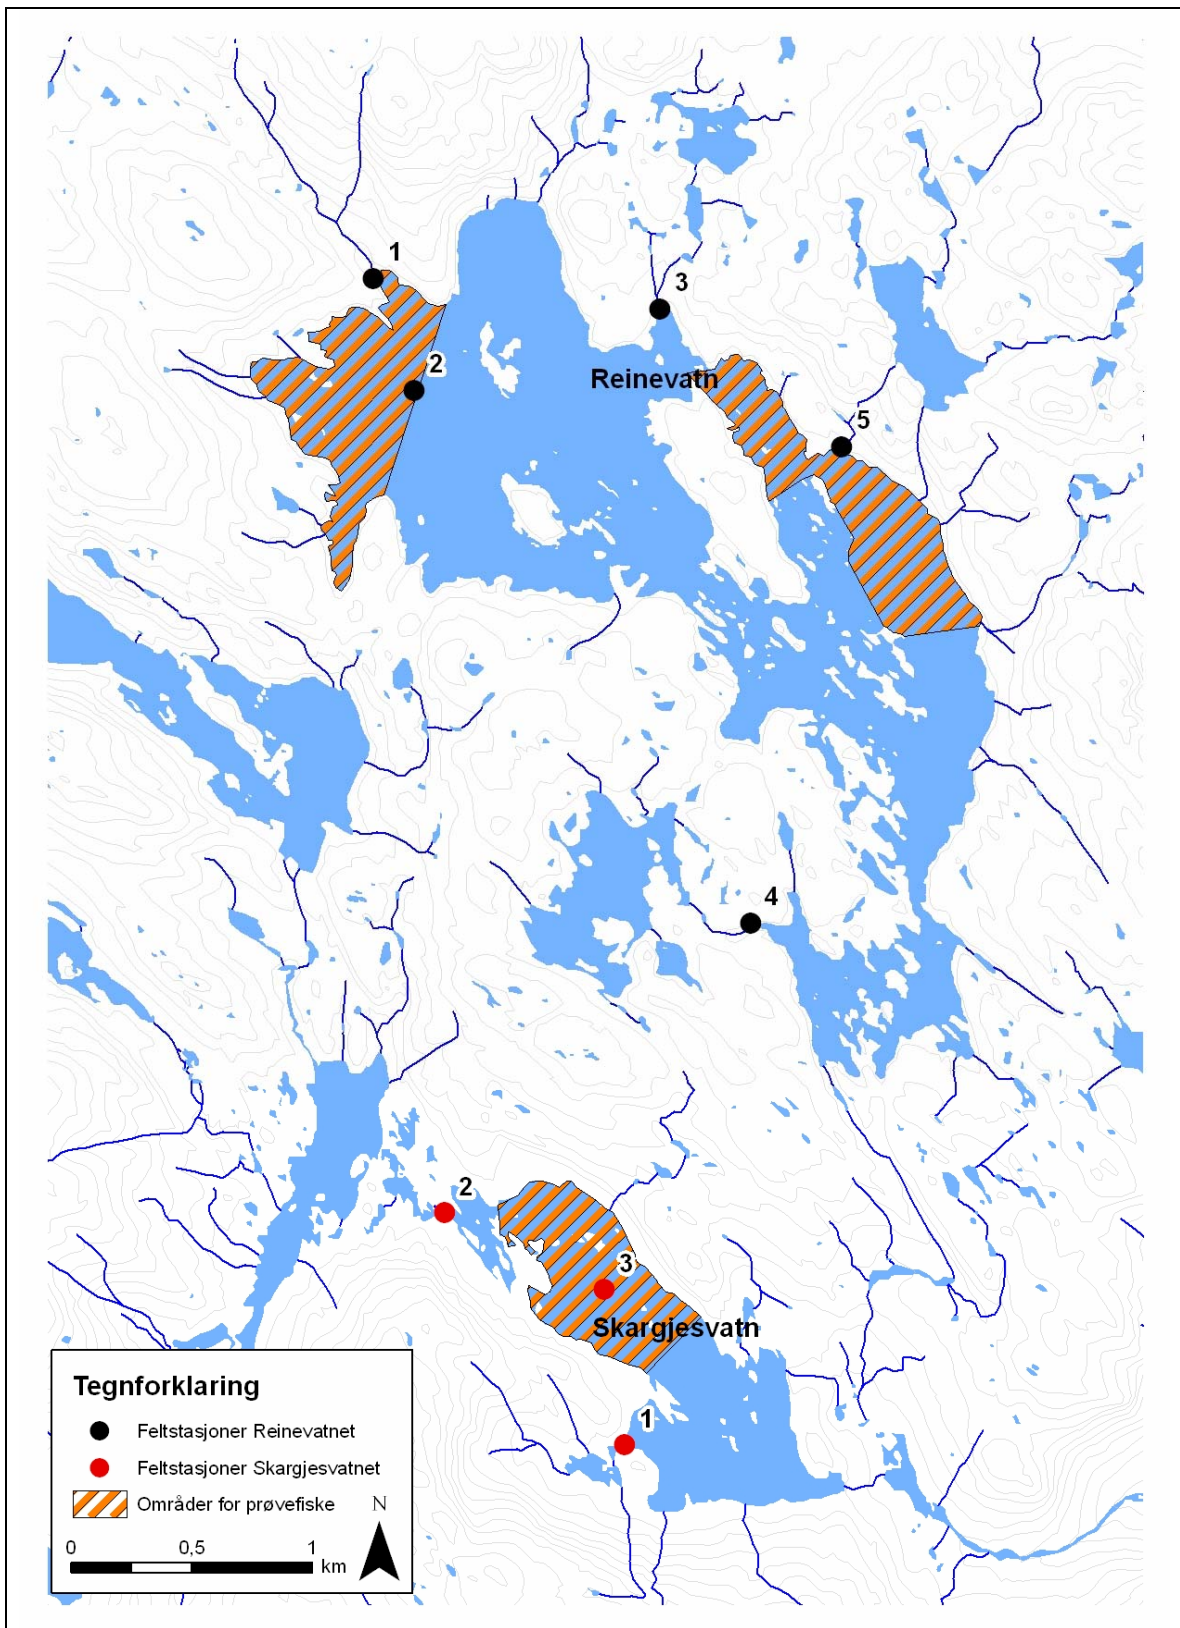 1
3
2
Reinevatn
5
4
2
3
Skargjesvatn
1
Tegnforklaring
Feltstasjoner Reinevatnet
Feltstasjoner Skargjesvatnet
Områder for prøvefiske
N
0 0,5 1
km